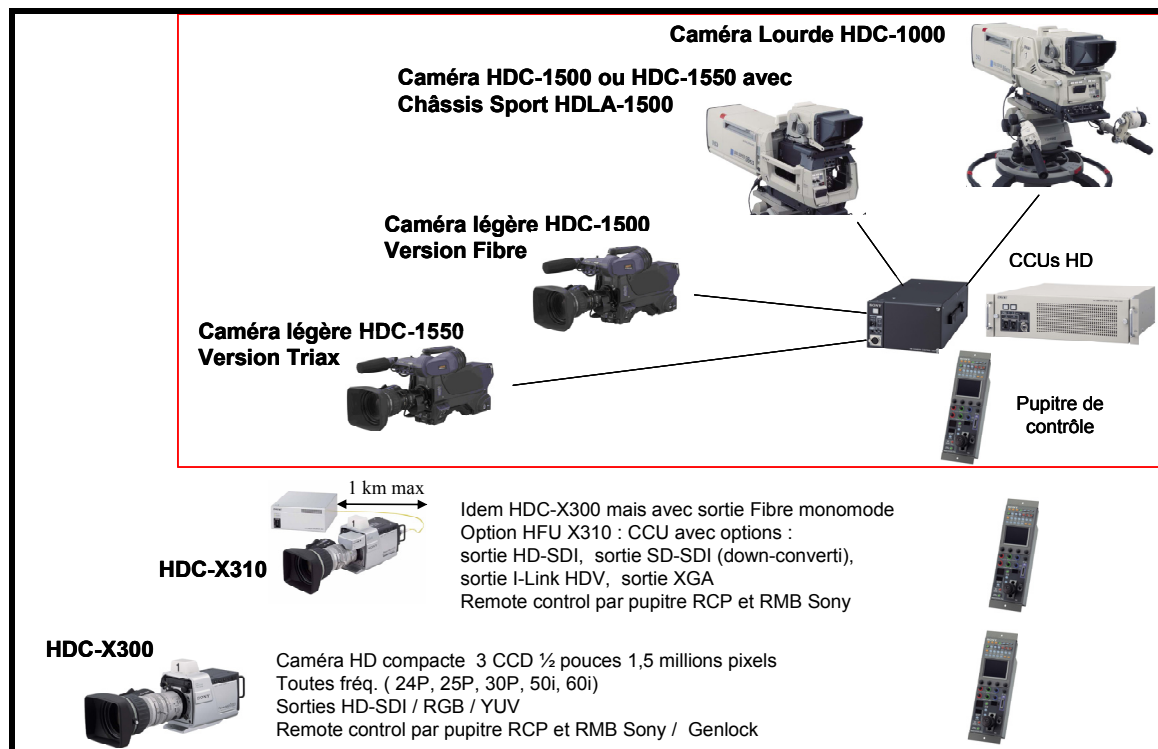 Caméra Lourde HDC-1000
Caméra HDC-1500 ou HDC-1550 avec
Châssis Sport HDLA-1500
Caméra légère HDC-1500
Version Fibre
CCUs HD
Caméra légère HDC-1550
Version Triax
Pupitre de
contrôle
1 km max
Idem HDC-X300 mais avec sortie Fibre monomode
Option HFU X310 : CCU avec options :
sortie HD-SDI, sortie SD-SDI (down-converti),
sortie I-Link HDV, sortie XGA
Remote control par pupitre RCP et RMB Sony
HDC-X310
HDC-X300
1
Caméra HD compacte 3 CCD ½ pouces 1,5 millions pixels
Toutes fréq. ( 24P, 25P, 30P, 50i, 60i)
Sorties HD-SDI / RGB / YUV
Remote control par pupitre RCP et RMB Sony / Genlock